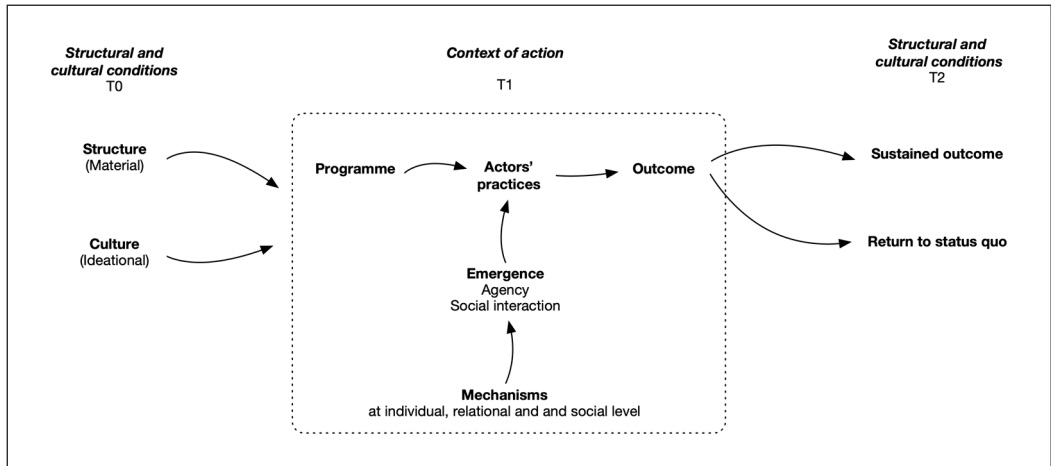 Structural and
cultural conditions
T0
Context of action
T1
Structural and
cultural conditions
T2
Structure
(Material)
Culture
(Ideational)
Programme
Actors’
practices
Outcome
Emergence
Agency
Social interaction
Mechanisms
at individual, relational and and social level
Sustained outcome
Return to status quo